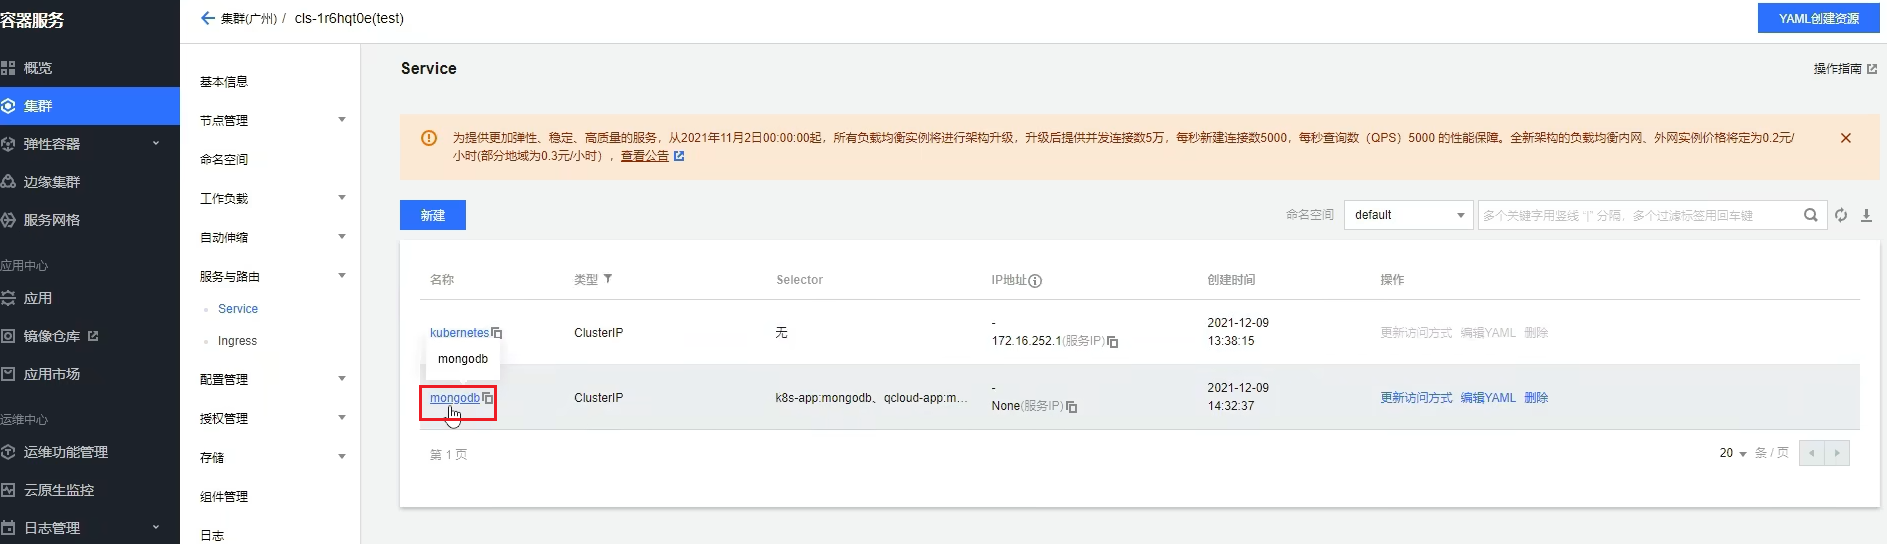 容器服务
集群(广州) / cls-1r6hqt0e(test)
YAML创建资源
概览
集群
弹性容器
边缘集群
服务网格
应用中心
应用
镜像仓库
应用市场
运维中心
运维功能管理
云原生监控
日志管理
基本信息
节点管理
命名空间
工作负载
自动伸缩
服务与路由
Service
Ingress
配置管理
授权管理
存储
组件管理
日志
Service
操作指南
为提供更加弹性、稳定、高质量的服务，从2021年11月2日00:00:00起，所有负载均衡实例将进行架构升级，升级后提供并发连接数5万，每秒新建连接数5000，每秒查询数（QPS）5000 的性能保障。全新架构的负载均衡内网、外网实例价格将定为0.2元/
小时(部分地域为0.3元/小时），查看公告
新建
命名空间 default 多个关键字用竖线 "|" 分隔，多个过滤标签用回车键
名称 类型 Selector IP地址 创建时间 操作
kubernetes ClusterIP 无 - 2021-12-09 更新访问方式 编辑YAML 删除
172.16.252.1(服务IP) 13:38:15
mongodb
mongodb ClusterIP k8s-app:mongodb、qcloud-app:m... - 2021-12-09 更新访问方式 编辑YAML 删除
None(服务IP) 14:32:37
第 1 页 20 条 / 页